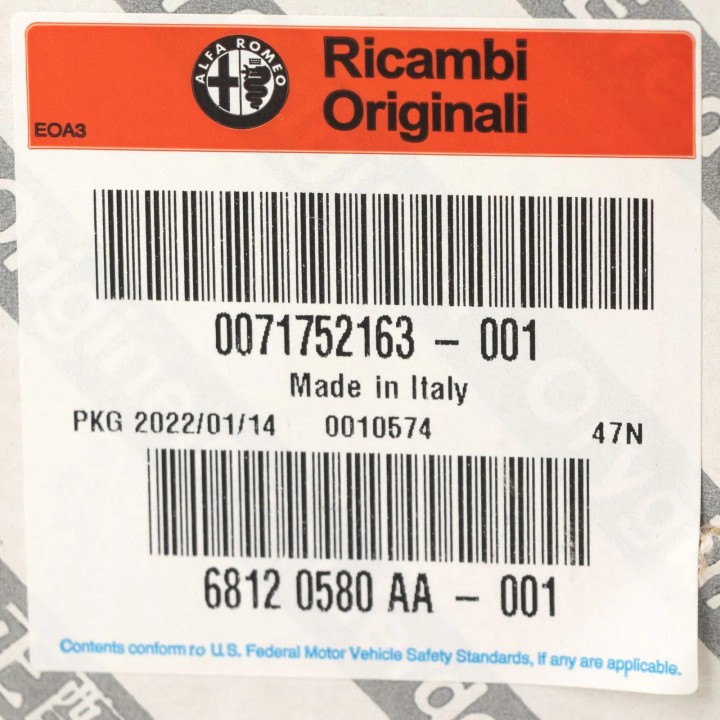 ALFA ROMEO
Ricambi
Originali
EOA3
0071752163 - 001
Made in Italy
PKG 2022/01/14 0010574 47N
6812 0580 AA - 001
Contents conform to U.S. Federal Motor Vehicle Safety Standards, if any are applicable.